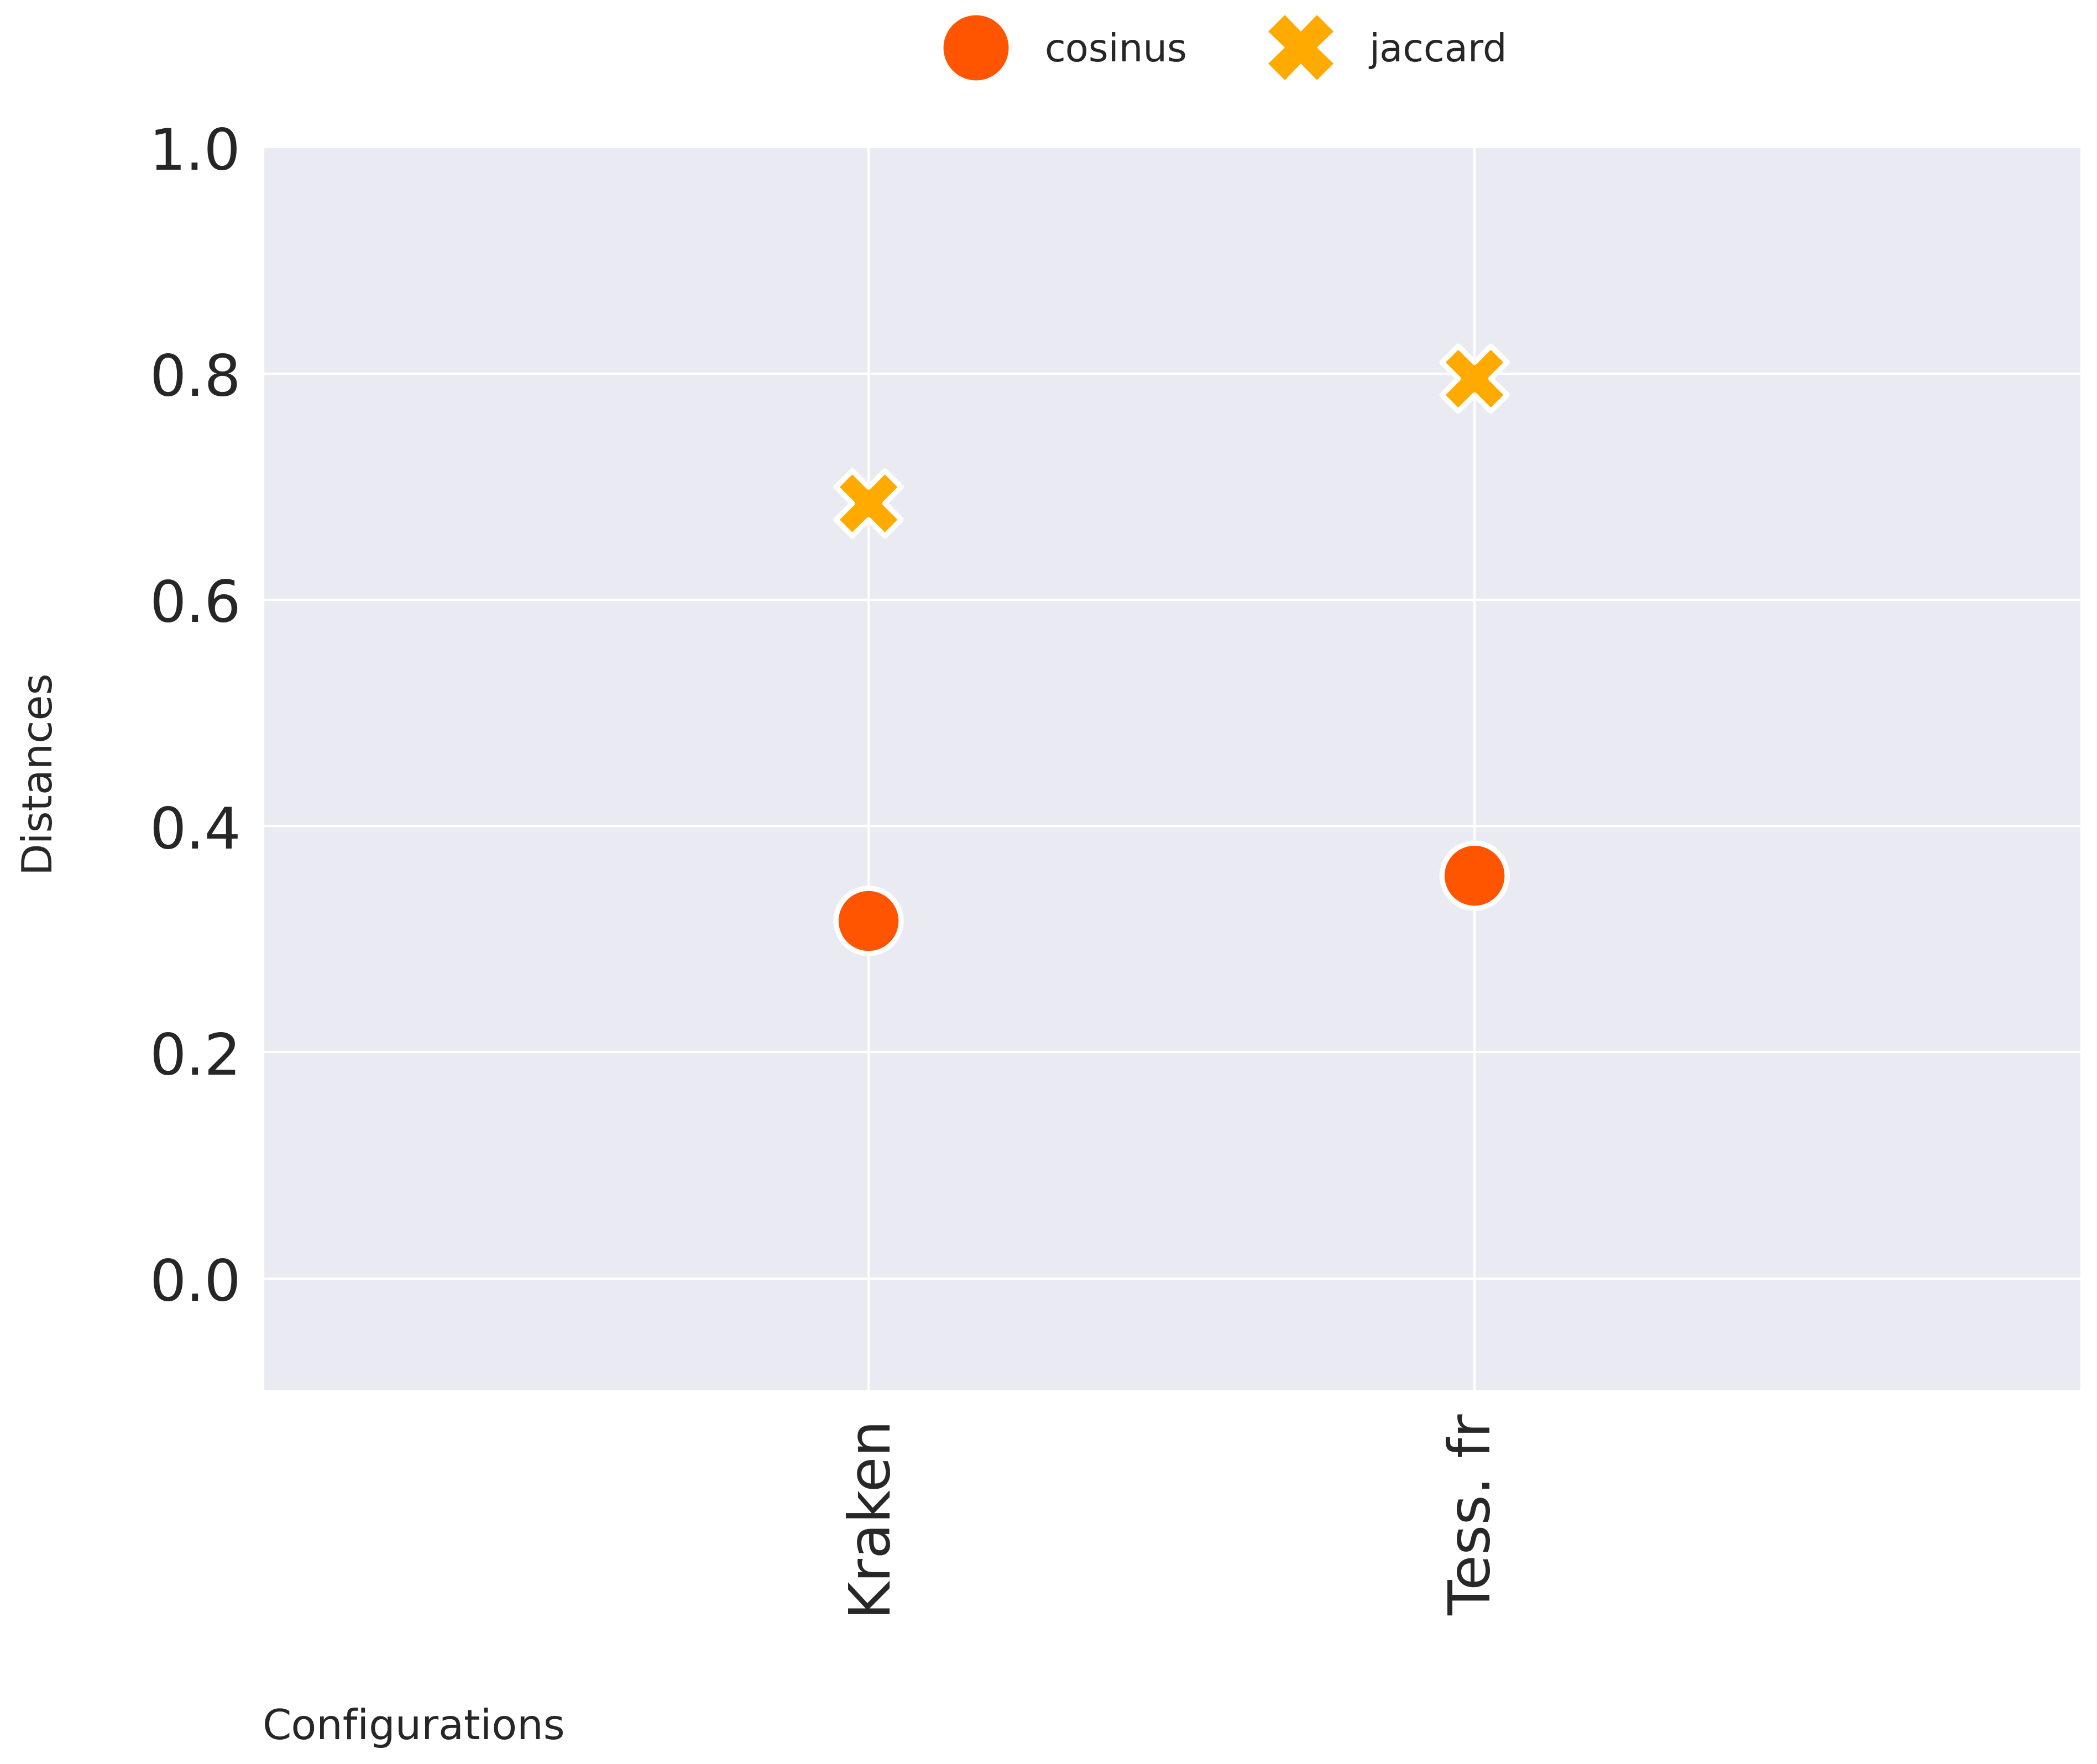 cosinus jaccard
1.0
0.8
0.6
0.4
0.2
0.0
Distances
Kraken
Tess. fr
Configurations